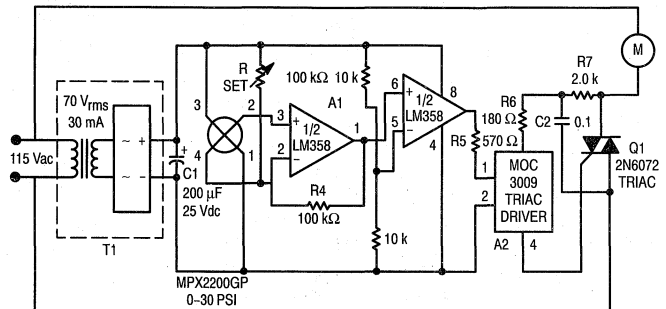 M
R7
2.0 k
R
SET
100 kΩ
10 k
A1
6
+
8
1/2
LM358
5
−
4
70 Vrms
30 mA
~ +
~ −
3
2
4
1
3
+
1/2
LM358
2
−
1
R5
570 Ω
R6
180 Ω
C2
0.1
Q1
2N6072
TRIAC
115 Vac
C1
+
200 μF
25 Vdc
R4
100 kΩ
1
2
MOC
3009
TRIAC
DRIVER
A2
4
10 k
T1
MPX2200GP
0–30 PSI